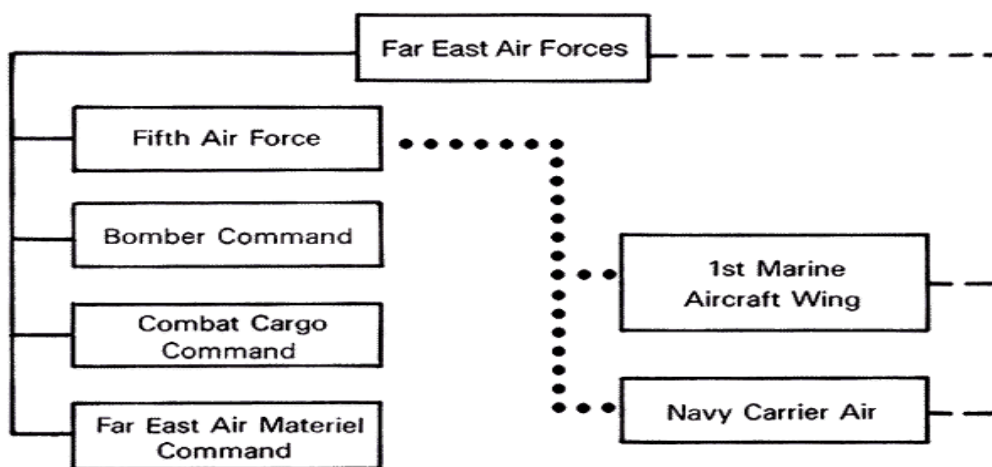 Far East Air Forces
Fifth Air Force
Bomber Command
Combat Cargo
Command
Far East Air Materiel
Command
1st Marine
Aircraft Wing
Navy Carrier Air